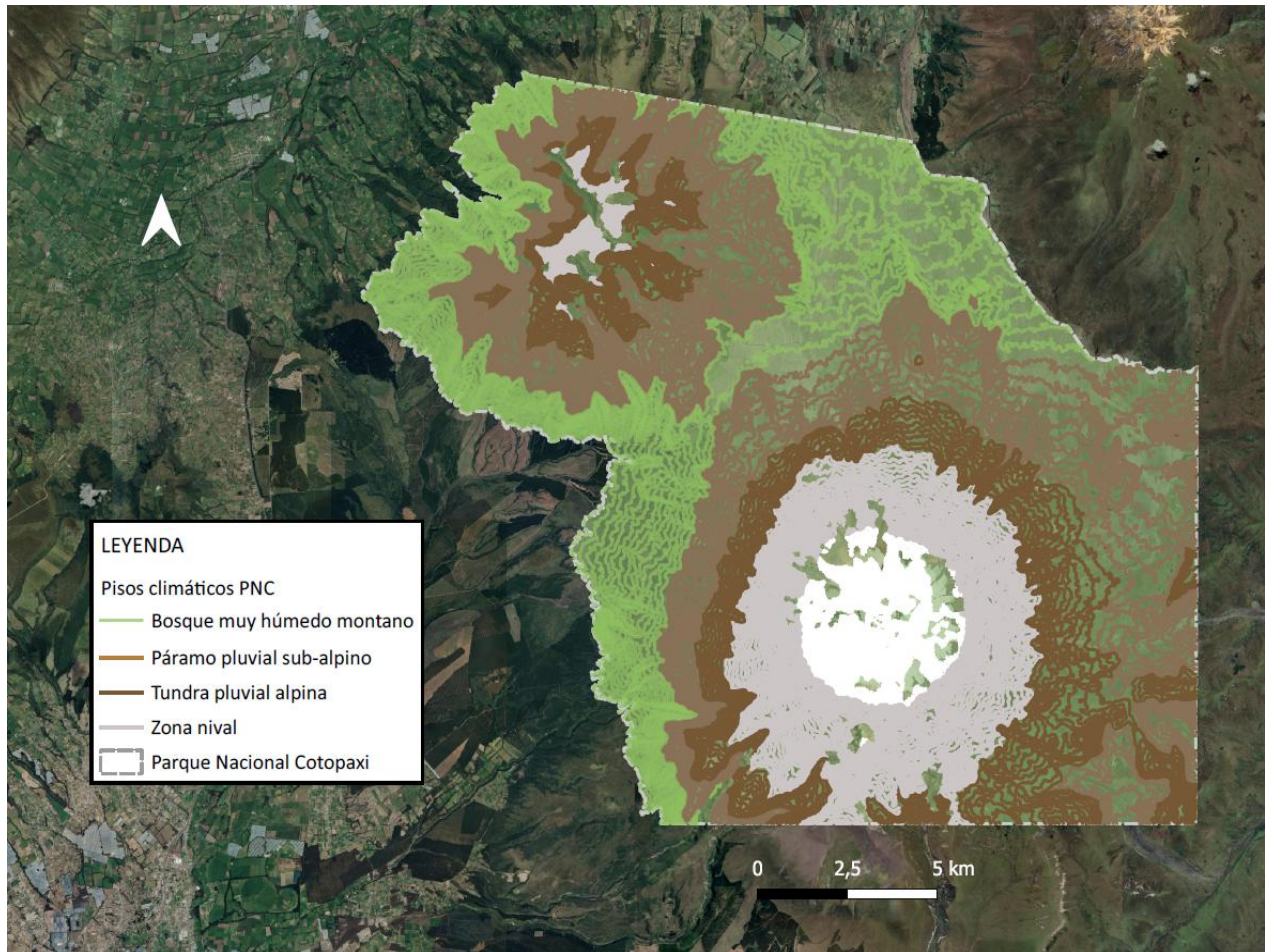 LEYENDA
Pisos climáticos PNC
Bosque muy húmedo montano
Páramo pluvial sub-alpino
Tundra pluvial alpina
Zona nival
Parque Nacional Cotopaxi
0 2,5 5 km